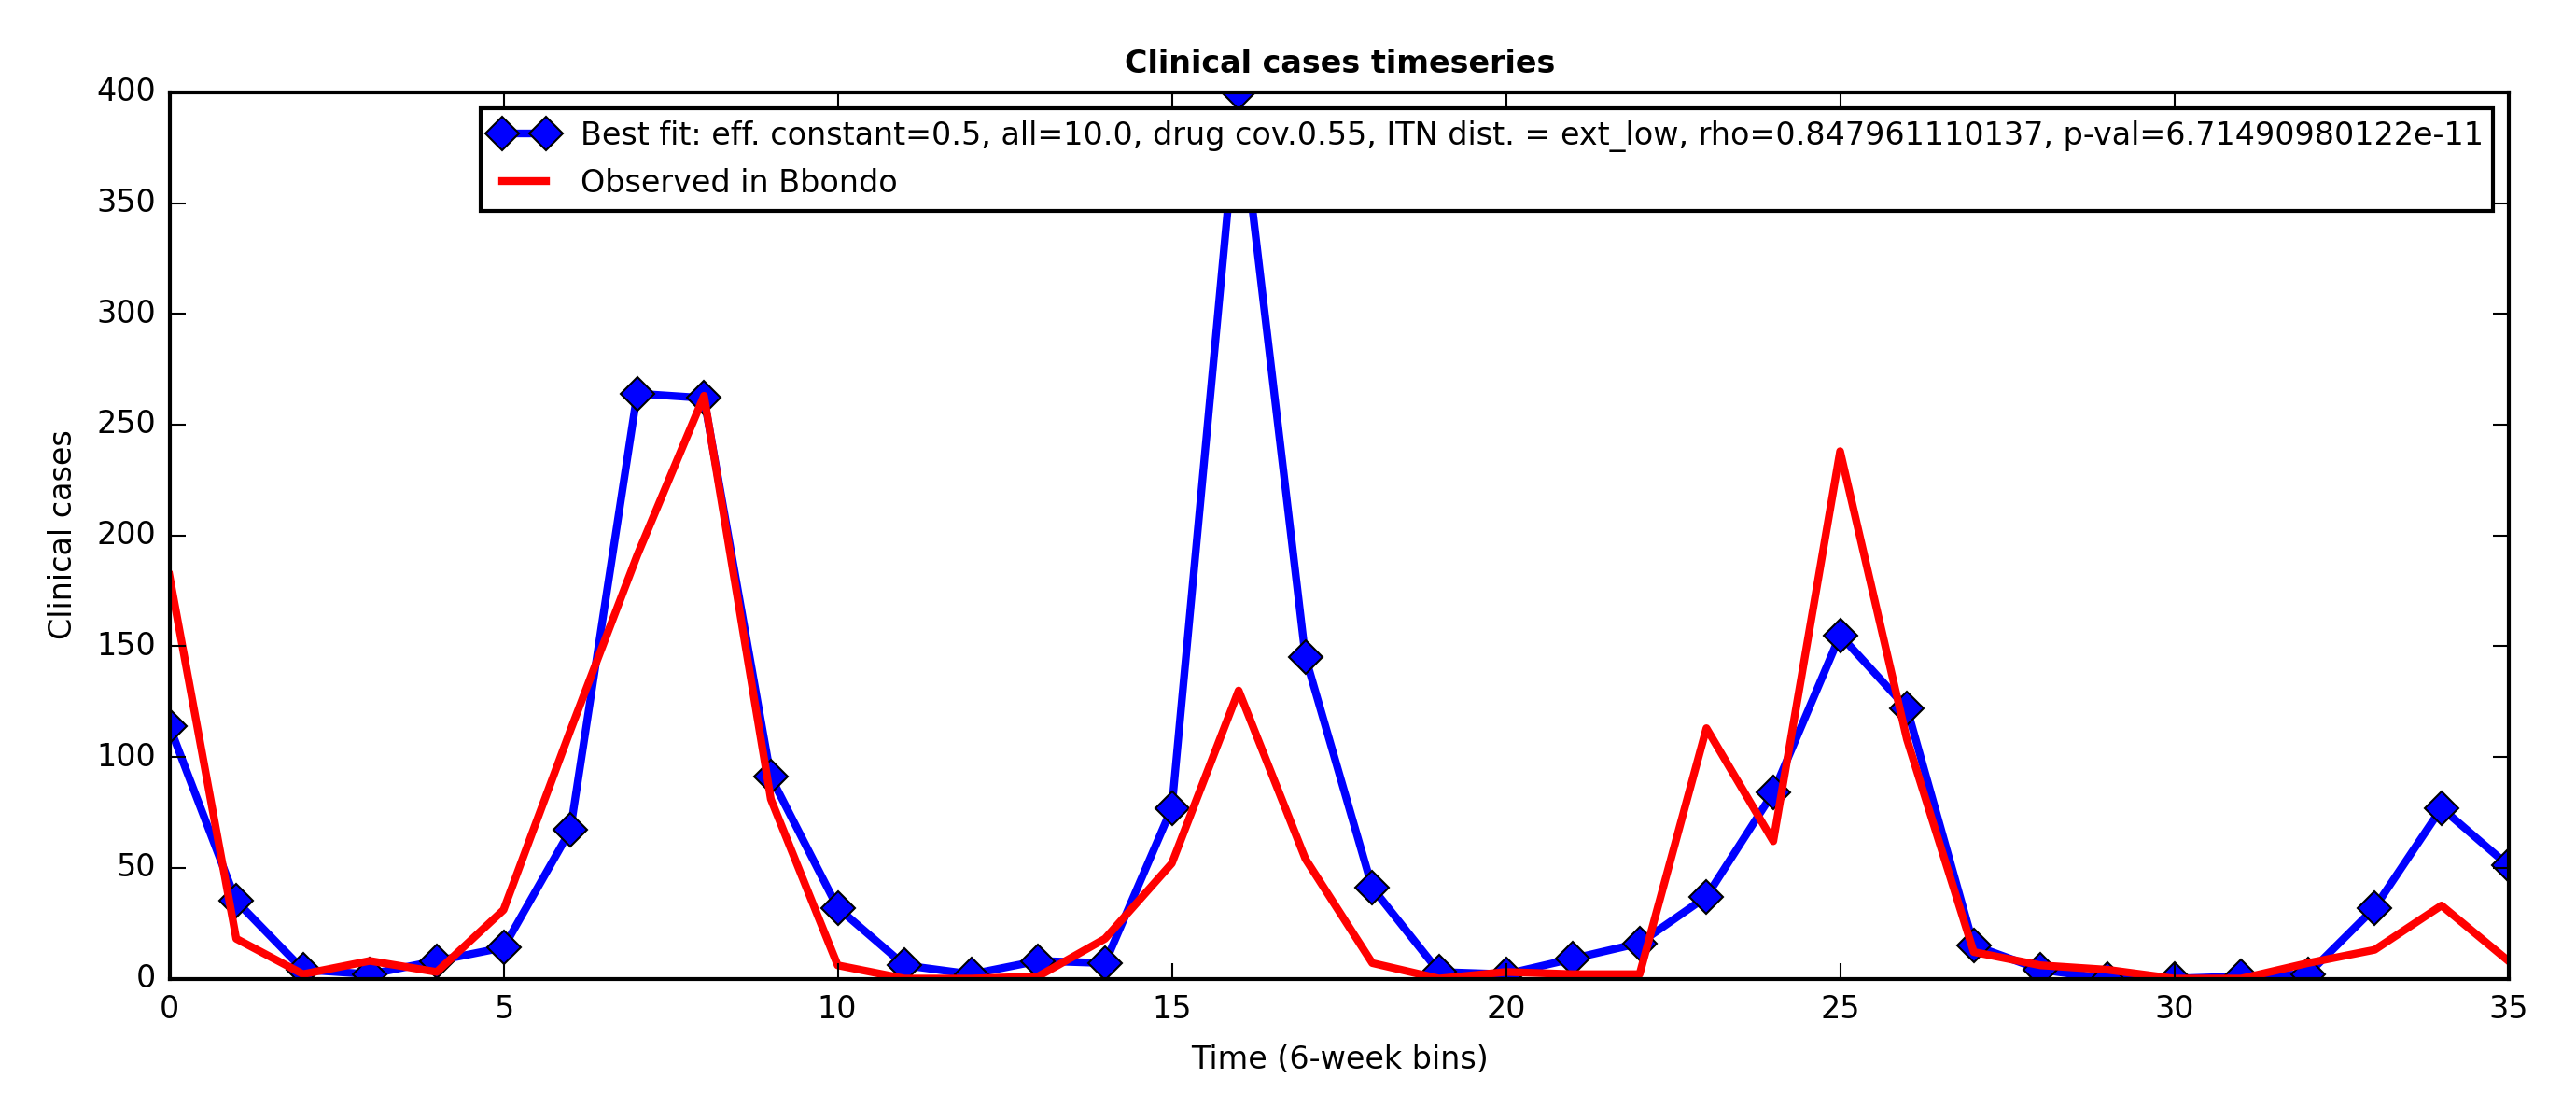 Clinical cases timeseries
400
350
300
250
200
150
100
50
0
Clinical cases
Best fit: eff. constant=0.5, all=10.0, drug cov.0.55, ITN dist. = ext_low, rho=0.847961110137, p-val=6.71490980122e-11
Observed in Bbondo
0 5 10 15 20 25 30 35
Time (6-week bins)